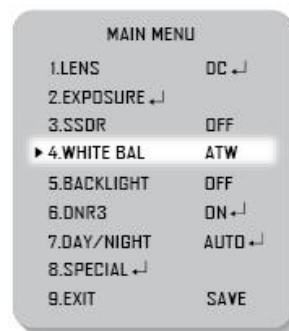 MAIN MENU
1.LENS DC ↵
2.EXPOSURE ↵
3.SSDR OFF
▶ 4.WHITE BAL ATW
5.BACKLIGHT OFF
6.DNR3 ON ↵
7.DAY/NIGHT AUTO ↵
8.SPECIAL ↵
9.EXIT SAVE